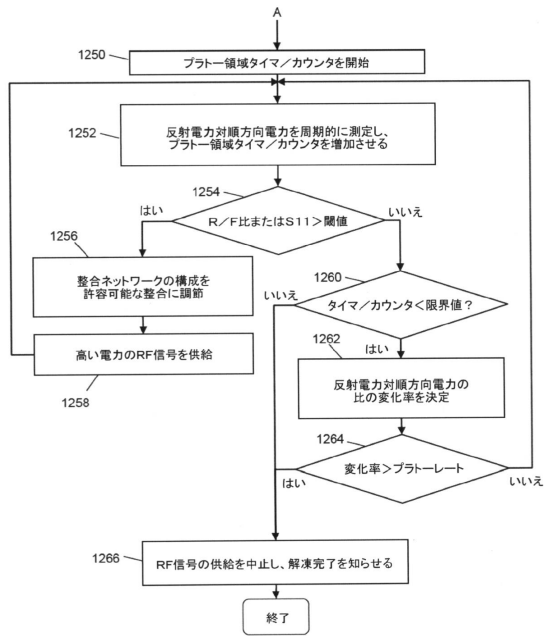 A
1250
プラトー領域タイマ／カウンタを開始
1252
反射電力対順方向電力を周期的に測定し、
プラトー領域タイマ／カウンタを増加させる
1254
はい
R／F比またはS11＞閾値
いいえ
1256
整合ネットワークの構成を
許容可能な整合に調節
1260
いいえ
タイマ／カウンタ＜限界値？
高い電力のRF信号を供給
1258
1262
はい
反射電力対順方向電力の
比の変化率を決定
1264
変化率＞プラトーレート
はい
いいえ
1266
RF信号の供給を中止し、解凍完了を知らせる
終了